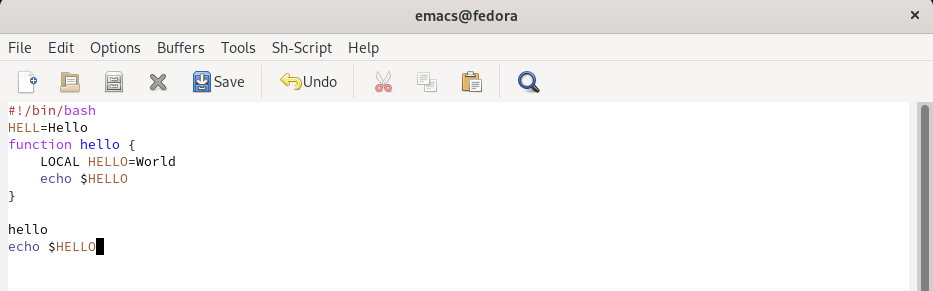 emacs@fedora ×
File Edit Options Buffers Tools Sh-Script Help
Save Undo
#!/bin/bash
HELL=Hello
function hello {
    LOCAL HELLO=World
    echo $HELLO
}

hello
echo $HELLO